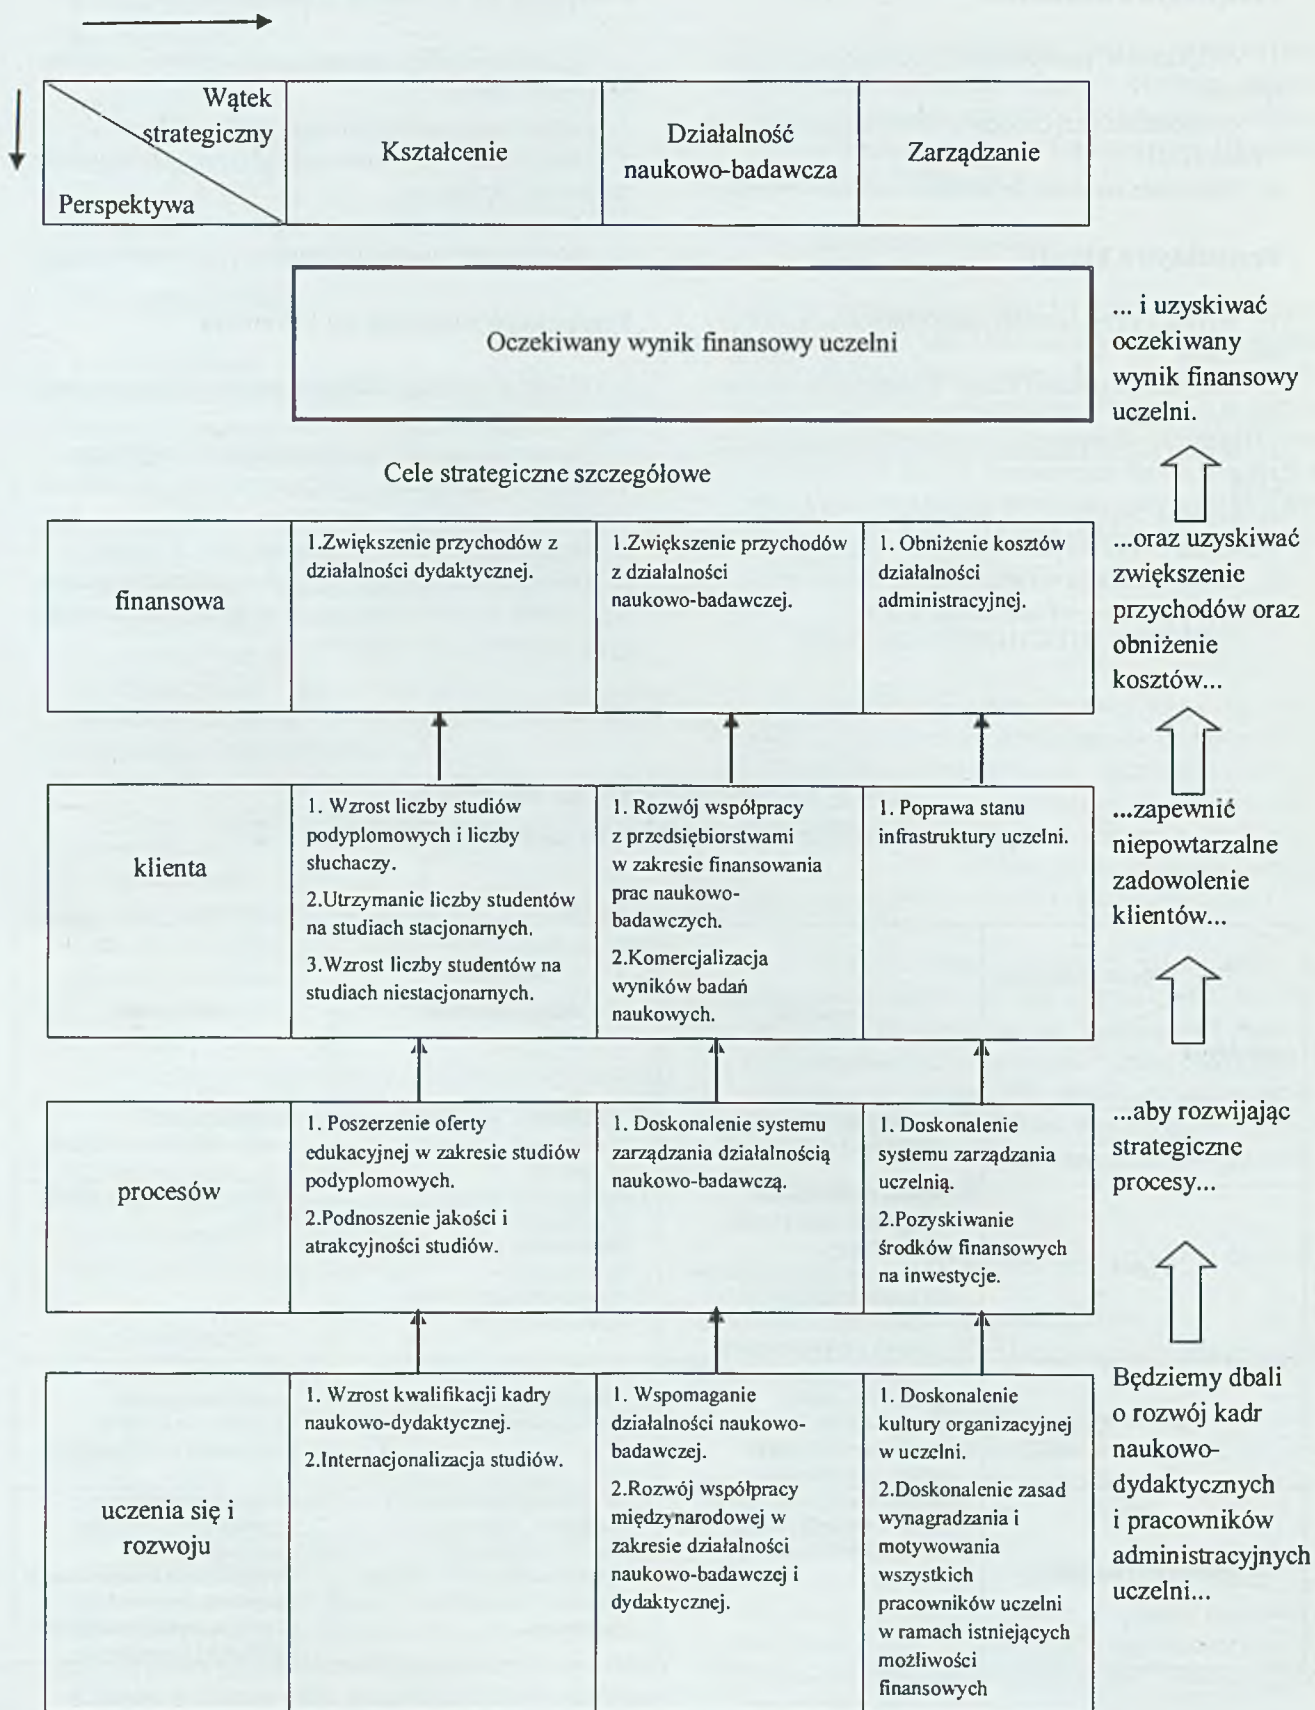 Wątek
strategiczny
Perspektywa
Kształcenie
Działalność
naukowo-badawcza
Zarządzanie
Oczekiwany wynik finansowy uczelni
... i uzyskiwać
oczekiwany
wynik finansowy
uczelni.
Cele strategiczne szczegółowe
finansowa
1.Zwiększenie przychodów z
działalności dydaktycznej.
1.Zwiększenie przychodów
z działalności
naukowo-badawczej.
1. Obniżenie kosztów
działalności
administracyjnej.
...oraz uzyskiwać
zwiększenie
przychodów oraz
obniżenie
kosztów...
klienta
1. Wzrost liczby studiów
podyplomowych i liczby
słuchaczy.
2.Utrzymanie liczby studentów
na studiach stacjonarnych.
3.Wzrost liczby studentów na
studiach niestacjonarnych.
1. Rozwój współpracy
z przedsiębiorstwami
w zakresie finansowania
prac naukowo-
badawczych.
2.Komercjalizacja
wyników badań
naukowych.
1. Poprawa stanu
infrastruktury uczelni.
...zapewnić
niepowtarzalne
zadowolenie
klientów...
procesów
1. Poszerzenie oferty
edukacyjnej w zakresie studiów
podyplomowych.
2.Podnoszenie jakości i
atrakcyjności studiów.
1. Doskonalenie systemu
zarządzania działalnością
naukowo-badawczą.
1. Doskonalenie
systemu zarządzania
uczelnią.
2.Pozyskiwanie
środków finansowych
na inwestycje.
...aby rozwijając
strategiczne
procesy...
uczenia się i
rozwoju
1. Wzrost kwalifikacji kadry
naukowo-dydaktycznej.
2.Internacjonalizacja studiów.
1. Wspomaganie
działalności naukowo-
badawczej.
2.Rozwój współpracy
międzynarodowej w
zakresie działalności
naukowo-badawczej i
dydaktycznej.
1. Doskonalenie
kultury organizacyjnej
w uczelni.
2.Doskonalenie zasad
wynagradzania i
motywowania
wszystkich
pracowników uczelni
w ramach istniejących
możliwości
finansowych
Będziemy dbali
o rozwój kadr
naukowo-
dydaktycznych
i pracowników
administracyjnych
uczelni...